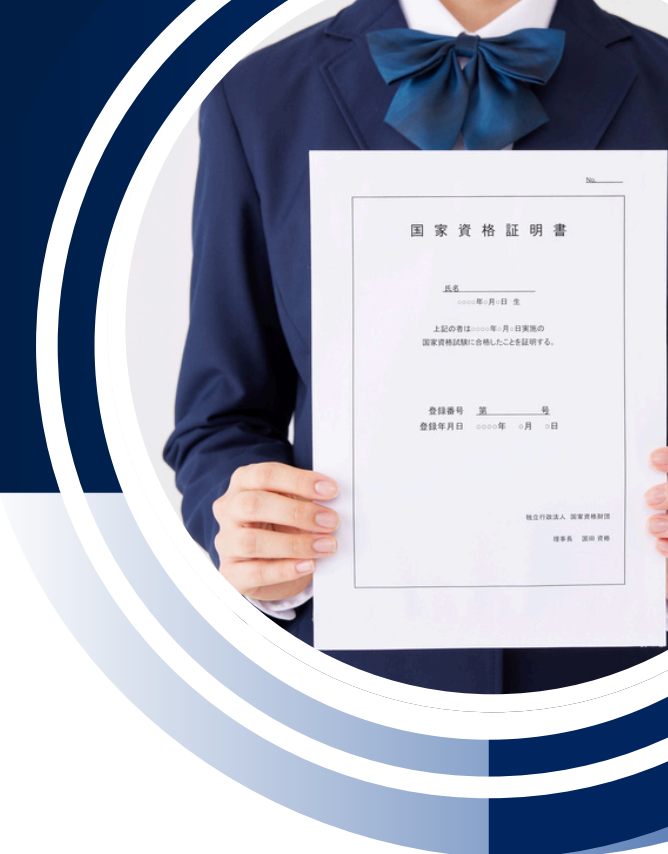 No.
国家資格証明書
氏名
○○○○年○月○日 生
上記の者は○○○○年○月○日実施の
国家資格試験に合格したことを証明する。
登録番号 第 号
登録年月日 ○○○○年 ○月 ○日
独立行政法人 国家資格財団
理事長 国田 資格